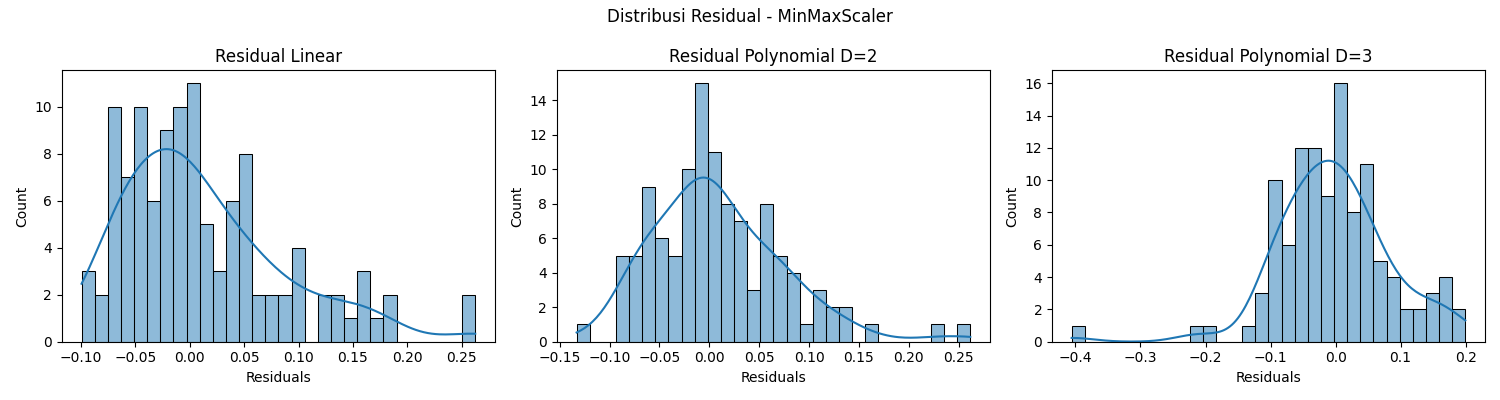 Distribusi Residual - MinMaxScaler
Residual Linear
Count
10
8
6
4
2
0
−0.10 −0.05 0.00 0.05 0.10 0.15 0.20 0.25
Residuals
Residual Polynomial D=2
Count
14
12
10
8
6
4
2
0
−0.15 −0.10 −0.05 0.00 0.05 0.10 0.15 0.20 0.25
Residuals
Residual Polynomial D=3
Count
16
14
12
10
8
6
4
2
0
−0.4 −0.3 −0.2 −0.1 0.0 0.1 0.2
Residuals